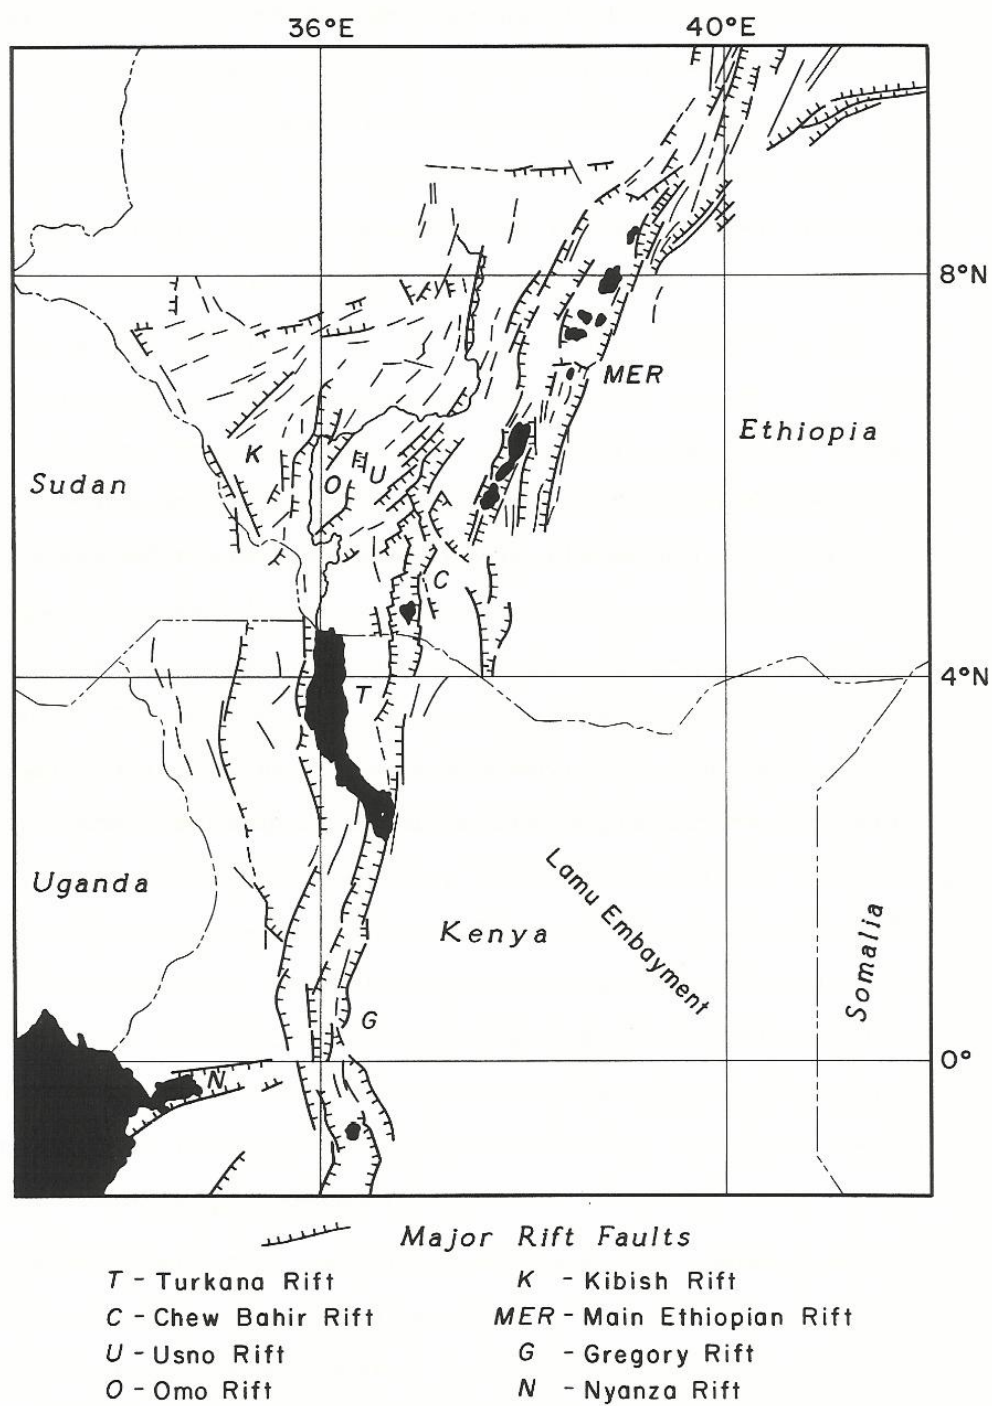 36°E 40°E
8°N
MER
Ethiopia
K
U
O
Sudan
C
4°N
T
Lamu Embayment
Uganda
Kenya
Somalia
G
0°
N
Major Rift Faults
T - Turkana Rift
K - Kibish Rift
C - Chew Bahir Rift
MER - Main Ethiopian Rift
U - Usno Rift
G - Gregory Rift
O - Omo Rift
N - Nyanza Rift